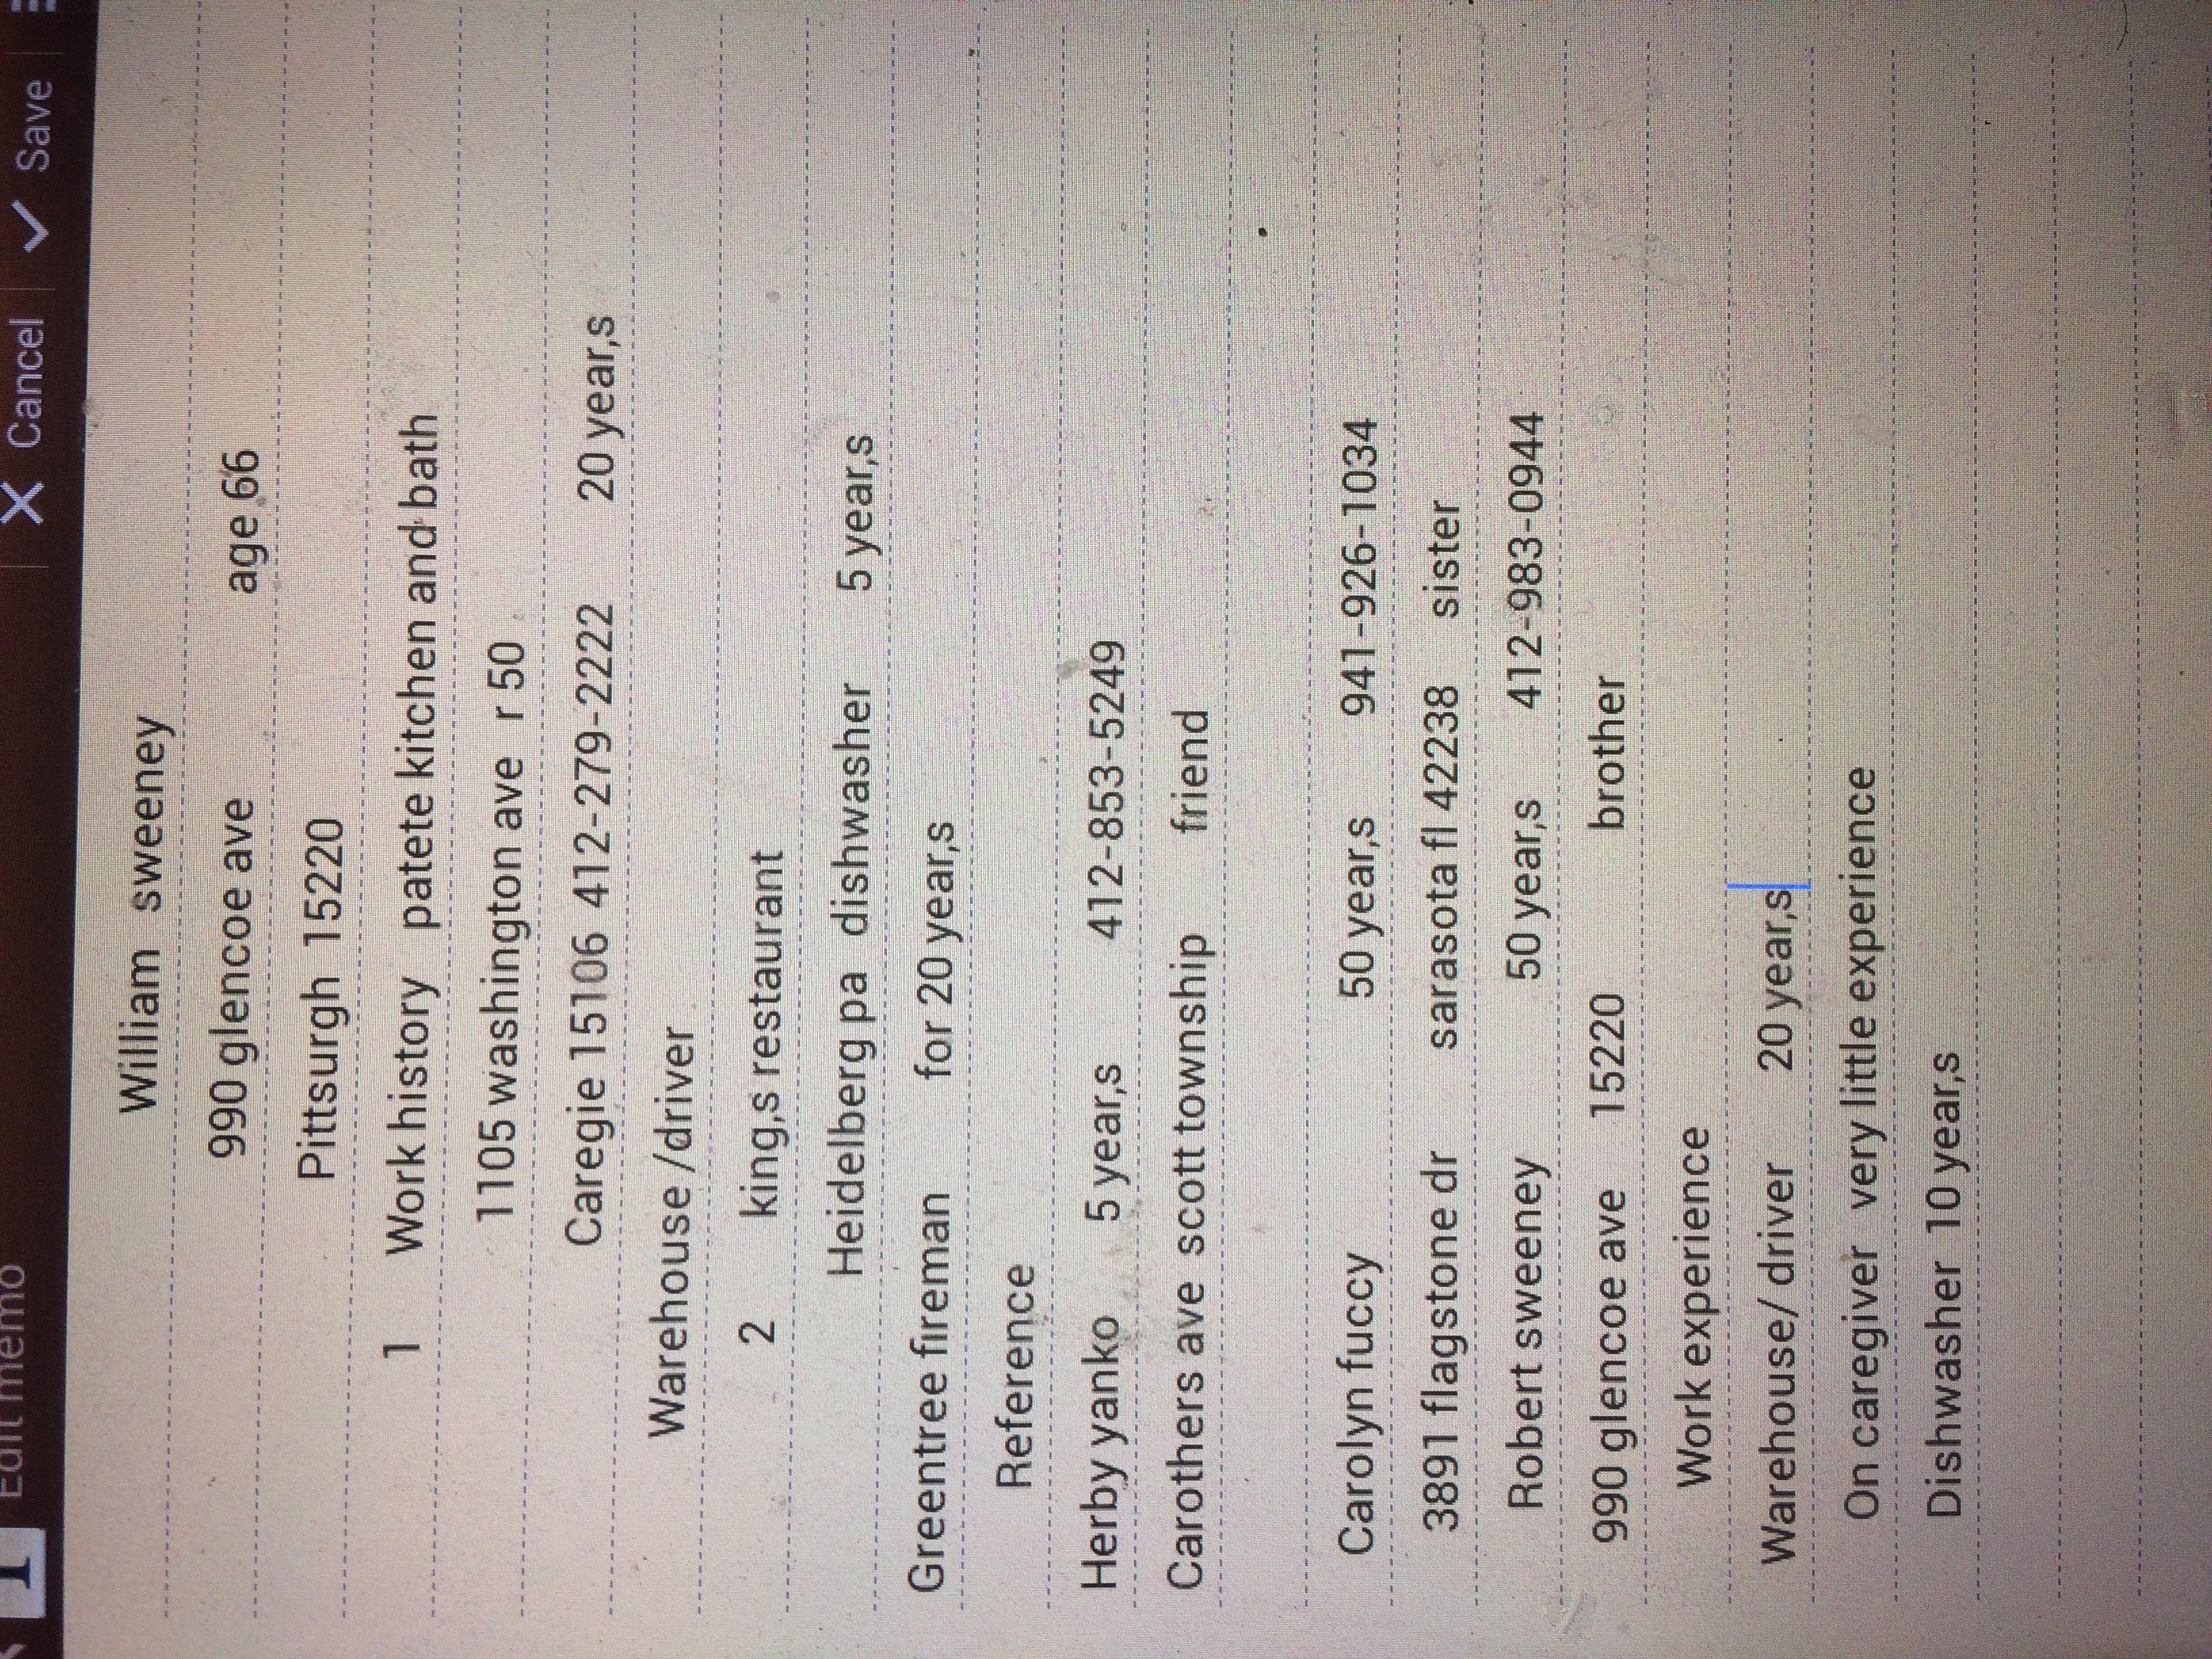 Edit memo Cancel Save
William sweeney
990 glencoe ave age 66
Pittsurgh 15220
1 Work history patete kitchen and bath
1105 washington ave r 50
Caregie 15106 412-279-2222 20 year,s
Warehouse /driver
2 king,s restaurant
Heidelberg pa dishwasher 5 year,s
Greentree fireman for 20 year,s
Reference
Herby yanko 5 year,s 412-853-5249
Carothers ave scott township friend
Carolyn fuccy 50 year,s 941-926-1034
3891 flagstone dr sarasota fl 42238 sister
Robert sweeney 50 year,s 412-983-0944
990 glencoe ave 15220 brother
Work experience
Warehouse/ driver 20 year,s
On caregiver very little experience
Dishwasher 10 year,s